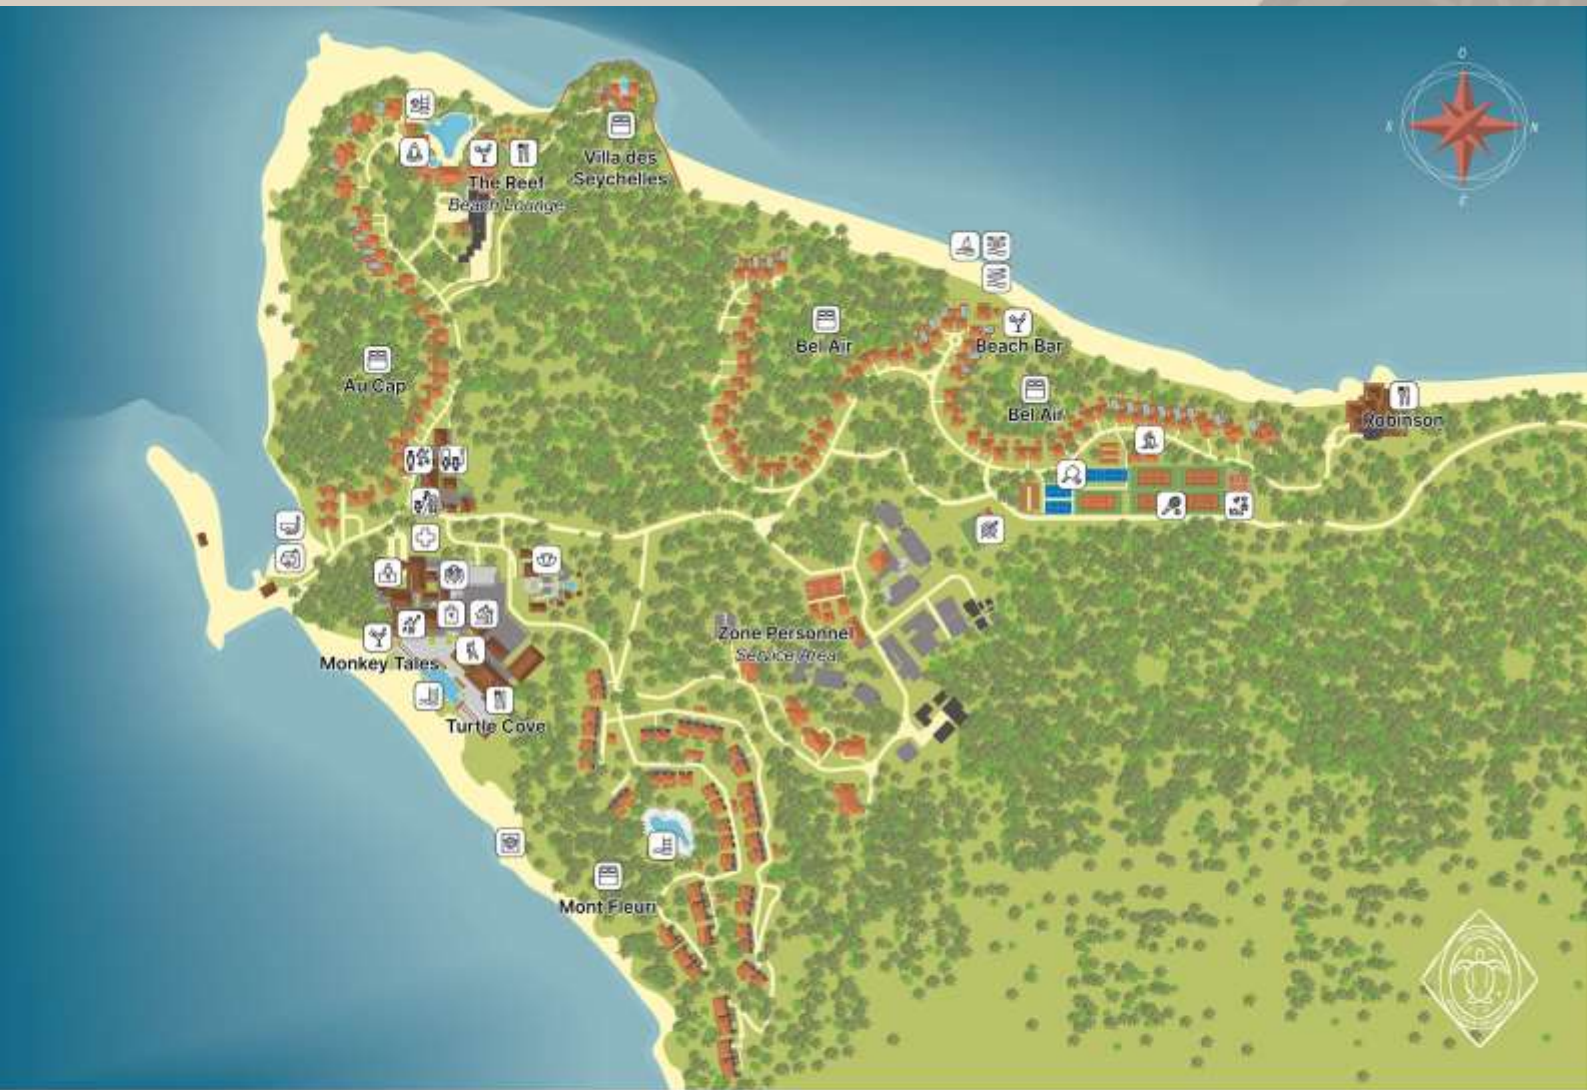 O
N
E
Villa des
Seychelles
The Reef
Beach Lounge
Bel Air
Beach Bar
Au Cap
Bel Air
Robinson
Zone Personnel
Service Area
Monkey Tales
Turtle Cove
Mont Fleuri